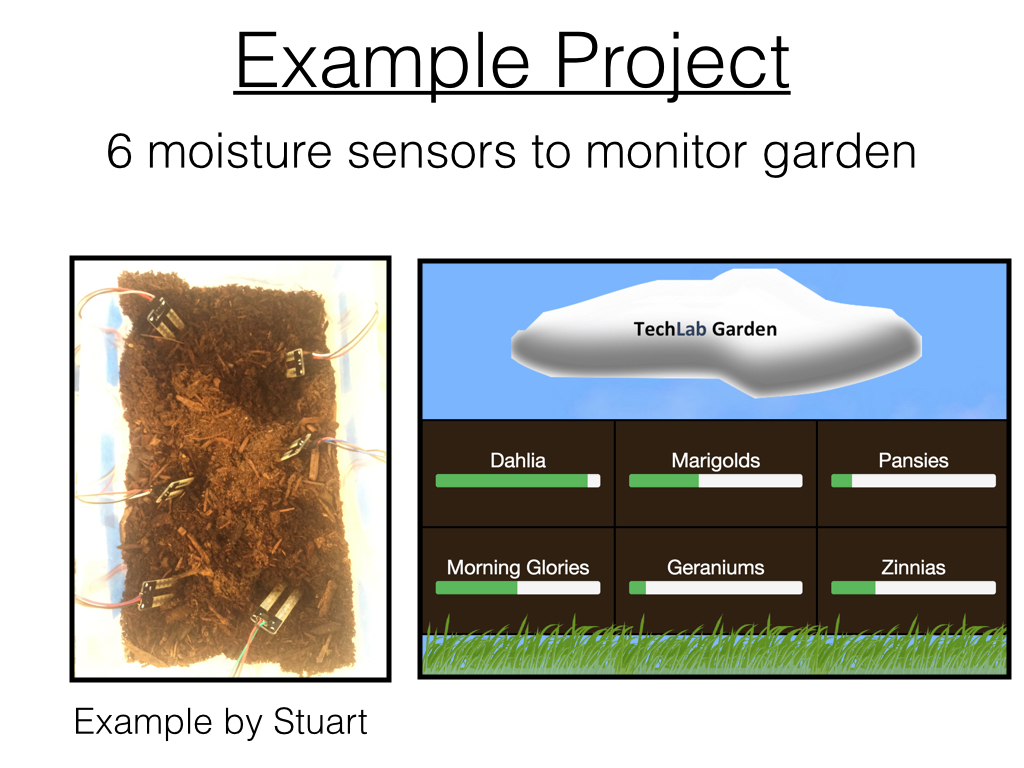 Example Project
6 moisture sensors to monitor garden
TechLab Garden
Dahlia
Marigolds
Pansies
Morning Glories
Geraniums
Zinnias
Example by Stuart